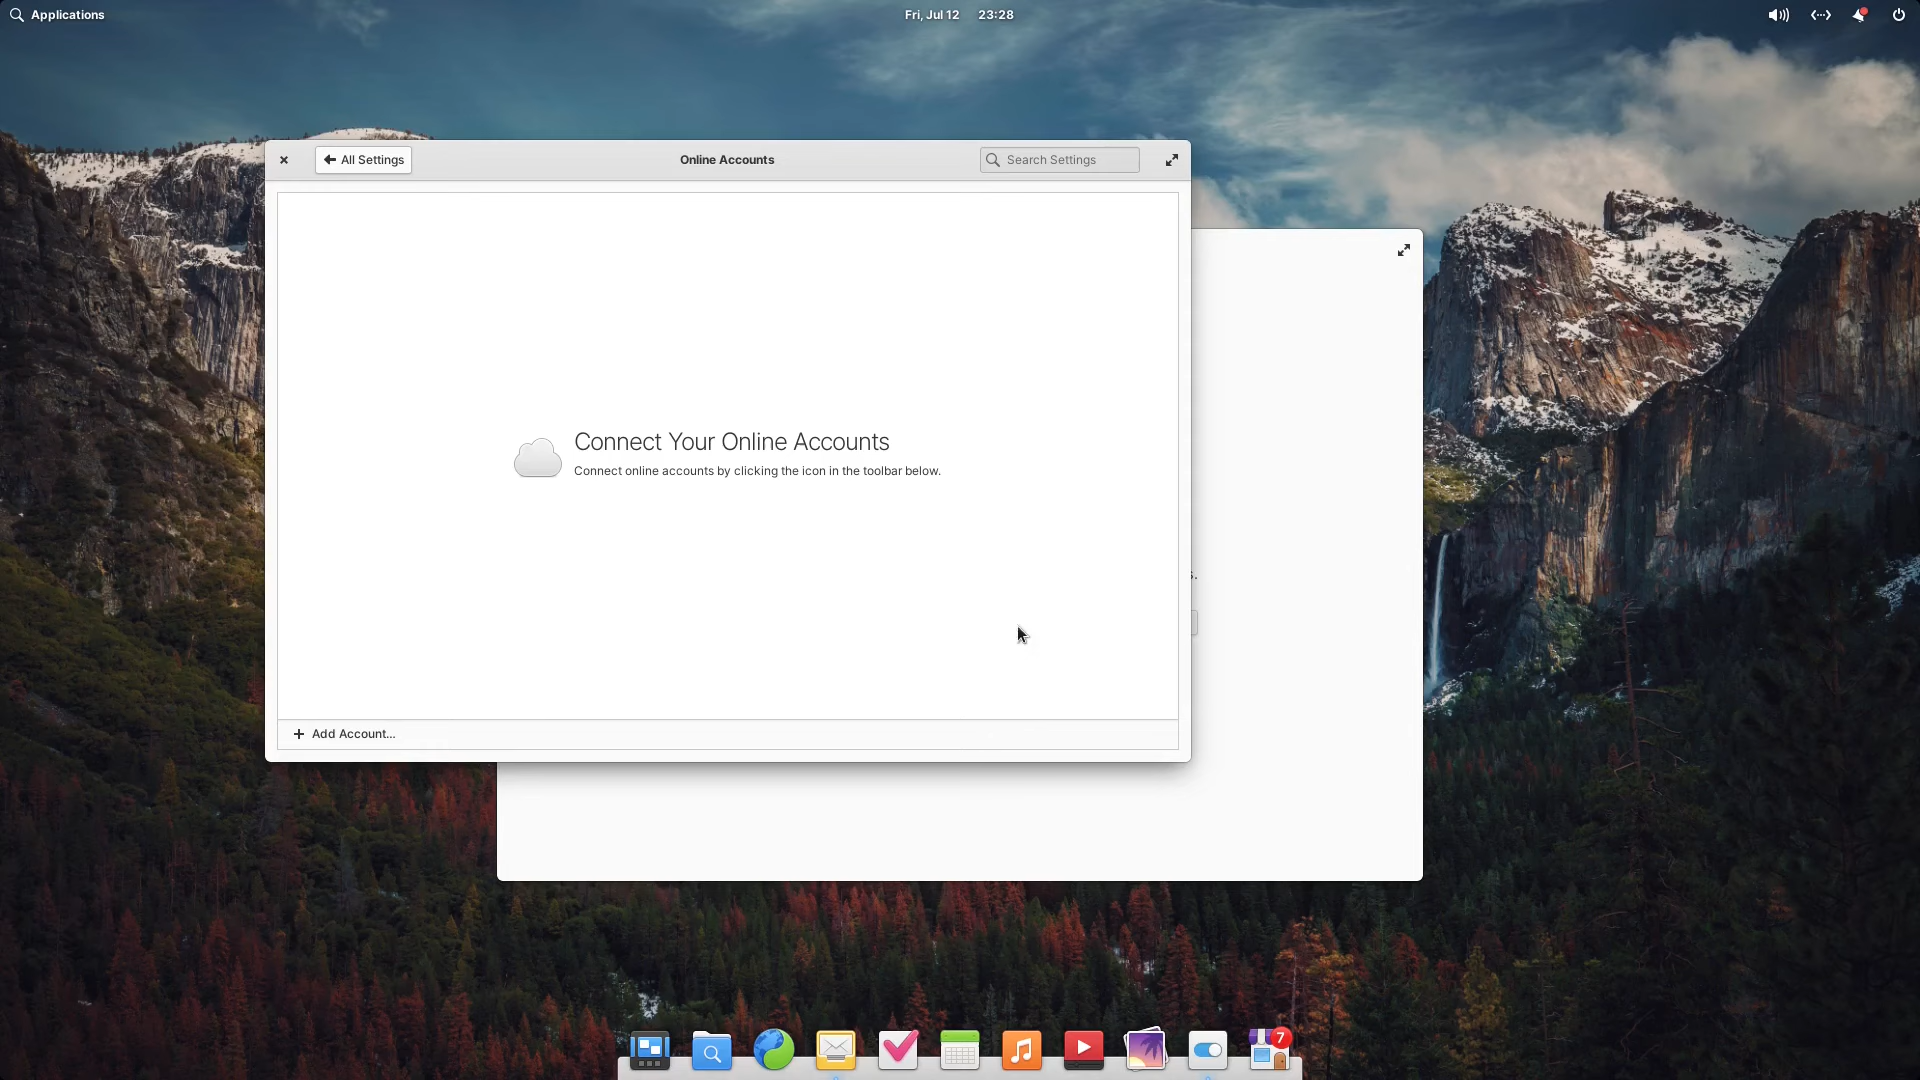 Applications
Fri, Jul 12 23:28
All Settings
Online Accounts
Search Settings
Connect Your Online Accounts
Connect online accounts by clicking the icon in the toolbar below.
s.
Add Account...
7